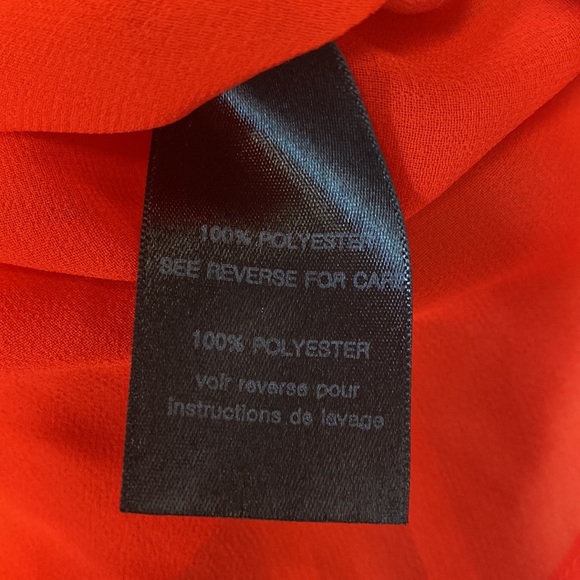 100% POLYESTER
SEE REVERSE FOR CARE
100% POLYESTER
voir reverse pour
instructions de lavage